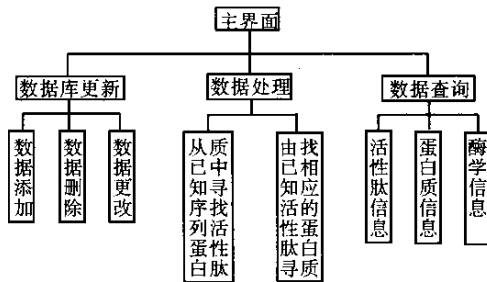 主界面
数据库更新
数据处理
数据查询
数据添加
数据删除
数据更改
从已知序列蛋白
质中寻找活性肽
由已知活性肽寻
找相应的蛋白质
活性肽信息
蛋白质信息
酶学信息